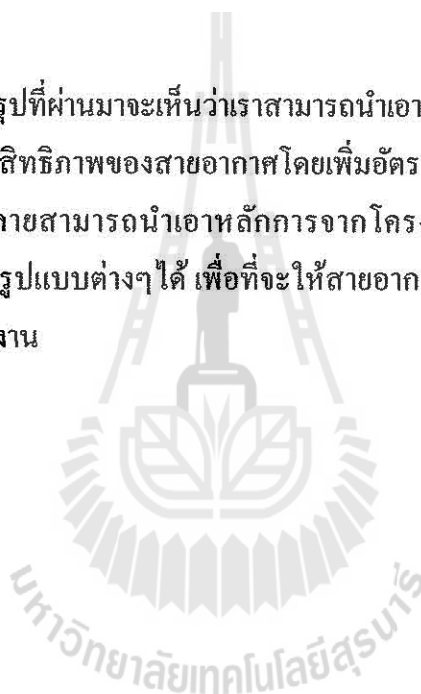 รูปที่ผ่านมาจะเห็นว่าเราสามารถนำเอา
สิทธิภาพของสายอากาศโดยเพิ่มอัตร
ายสามารถนำเอาหลักการจากโครง
รูปแบบต่างๆได้ เพื่อที่จะให้สายอาก
งาน
มหาวิทยาลัยเทคโนโลยีสุรนารี